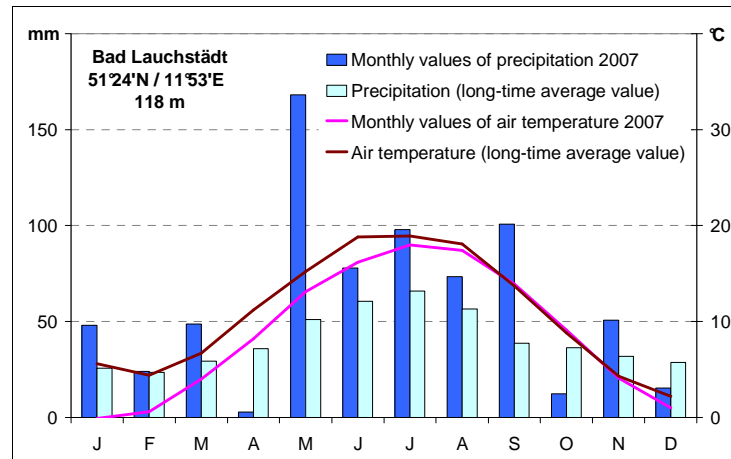 mm
°C
Bad Lauchstädt
51°24'N / 11°53'E
118 m
Monthly values of precipitation 2007
Precipitation (long-time average value)
Monthly values of air temperature 2007
Air temperature (long-time average value)
150
30
100
20
50
10
0
0
J F M A M J J A S O N D